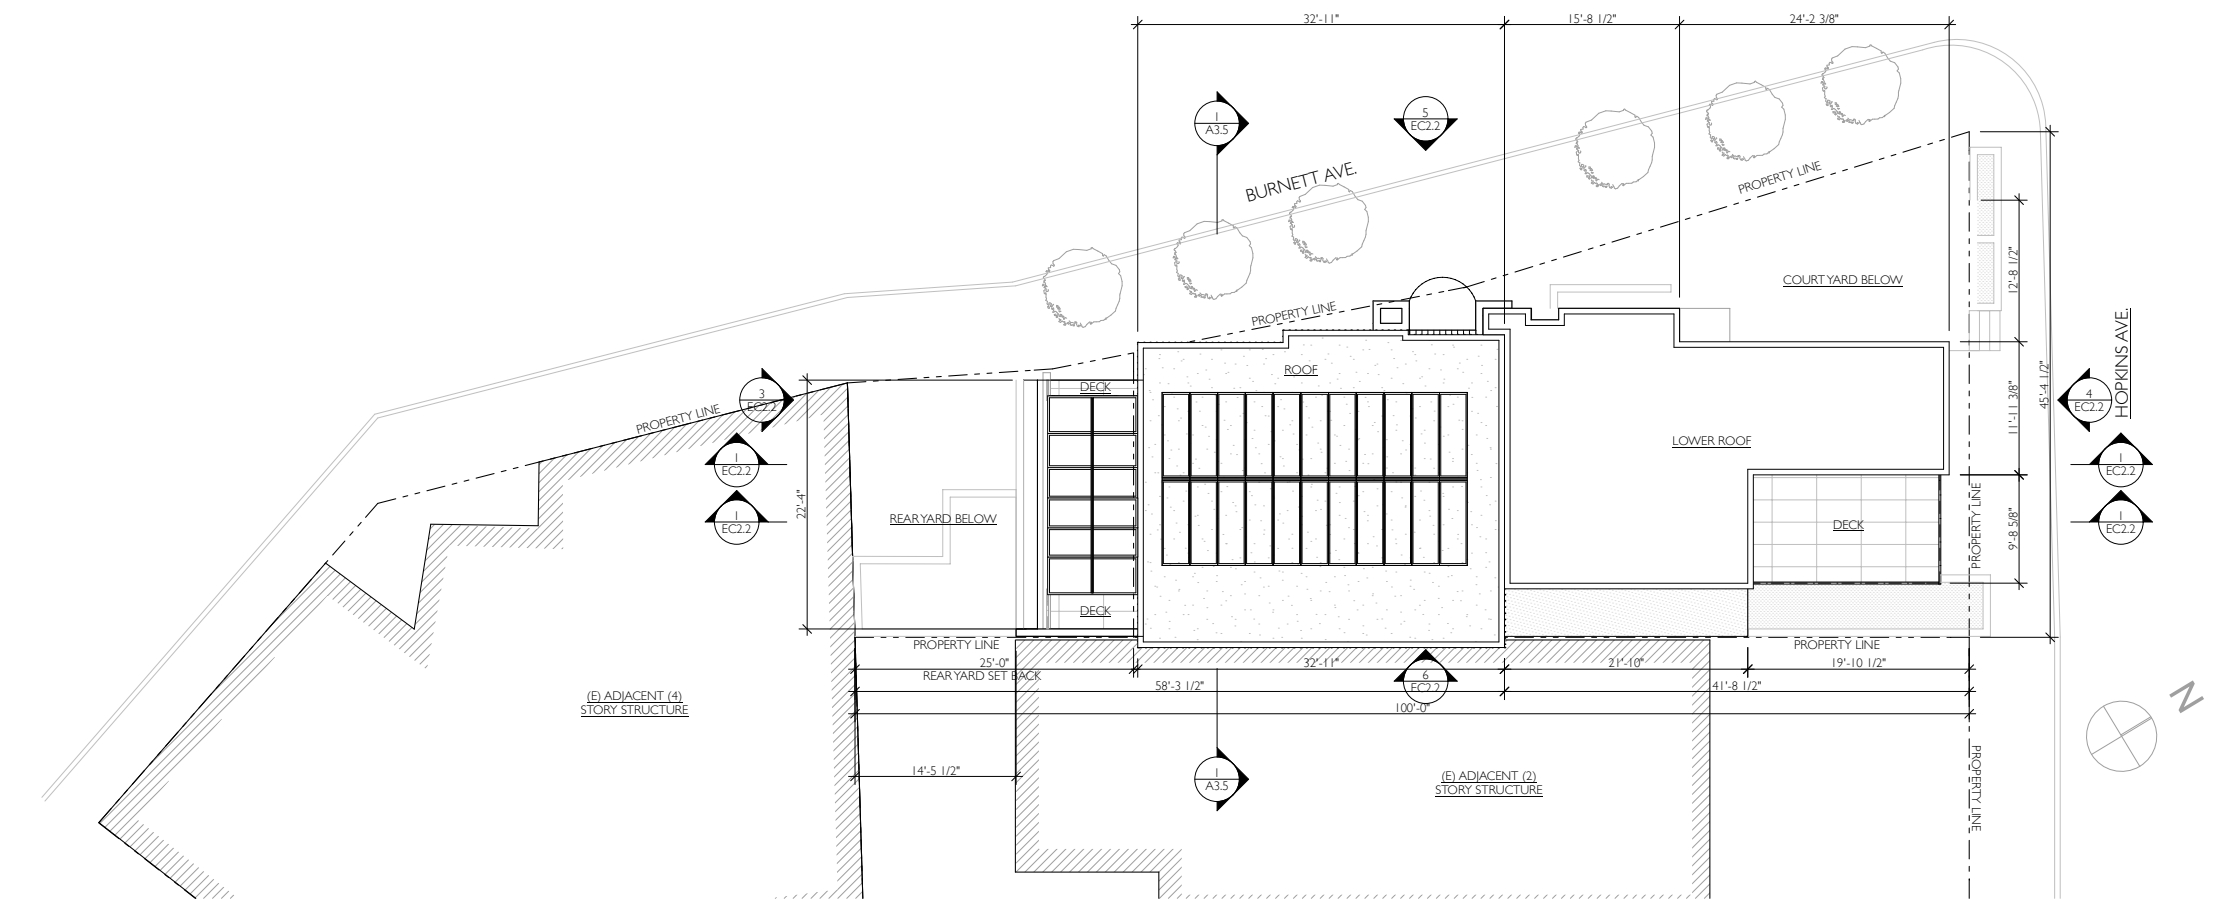 32'-11"
15'-8 1/2"
24'-2 3/8"
1
A3.5
5
EC2.2
BURNETT AVE.
PROPERTY LINE
COURTYARD BELOW
12'-8 1/2"
PROPERTY LINE
HOPKINS AVE.
ROOF
DECK
3
EC2.2
PROPERTY LINE
45'-4 1/2"
11'-11 3/8"
4
EC2.2
LOWER ROOF
1
EC2.2
1
EC2.2
22'-4"
REAR YARD BELOW
1
EC2.2
1
EC2.2
DECK
PROPERTY LINE
9'-8 5/8"
DECK
PROPERTY LINE
PROPERTY LINE
25'-0"
REAR YARD SET BACK
32'-11"
21'-10"
19'-10 1/2"
6
EC2.2
58'-3 1/2"
41'-8 1/2"
100'-0"
(E) ADJACENT (4)
STORY STRUCTURE
N
14'-5 1/2"
1
A3.5
(E) ADJACENT (2)
STORY STRUCTURE
PROPERTY LINE